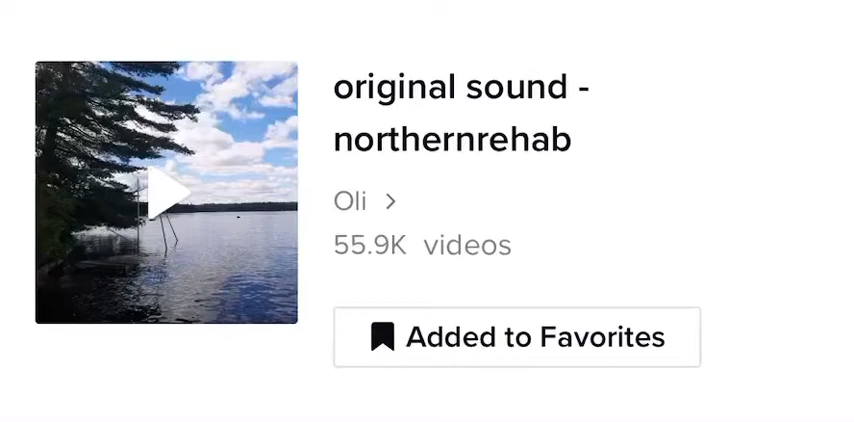 original sound -
northernrehab
Oli >
55.9K videos
Added to Favorites